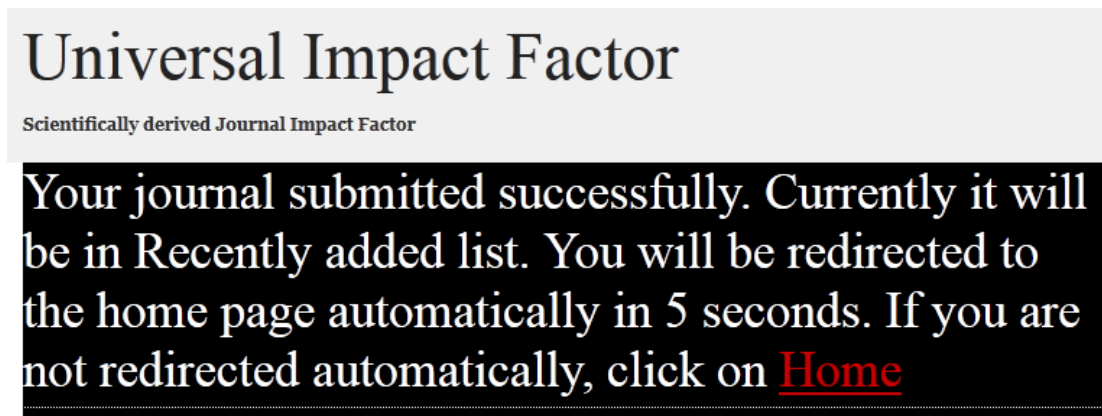 Universal Impact Factor
Scientifically derived Journal Impact Factor
Your journal submitted successfully. Currently it will
be in Recently added list. You will be redirected to
the home page automatically in 5 seconds. If you are
not redirected automatically, click on Home